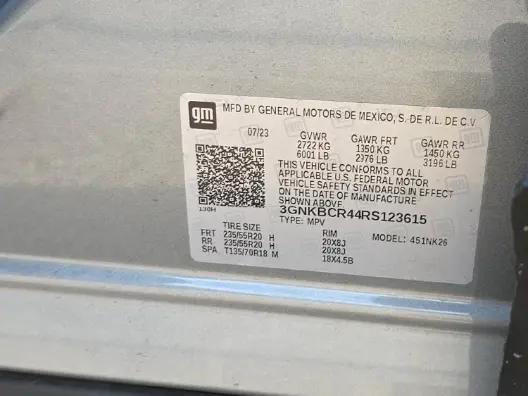 gm MFD BY GENERAL MOTORS DE MEXICO, S. DE R.L. DE C.V
07/23 GVWR GAWR FRT GAWR RR
2722 KG 1350 KG 1450 KG
6001 LB 2976 LB 3196 LB
THIS VEHICLE CONFORMS TO ALL
APPLICABLE U.S. FEDERAL MOTOR
VEHICLE SAFETY STANDARDS IN EFFECT
ON THE DATE OF MANUFACTURE
SHOWN ABOVE
3GNKBCR44RS123615
TYPE: MPV
TIRE SIZE RIM MODEL: 451NK26
FRT 235/55R20 H 20X8J
RR 235/55R20 H 20X8J
SPA T135/70R18 M 18X4.5B